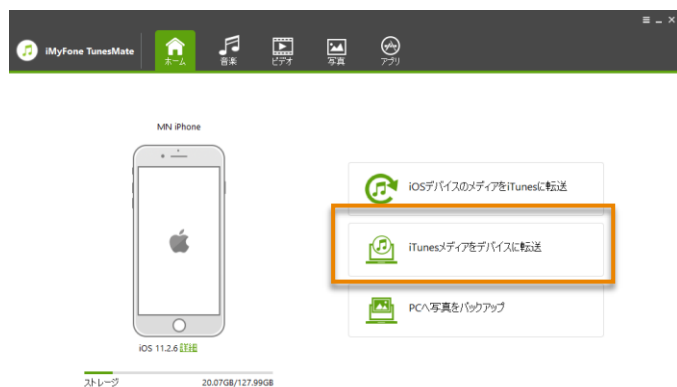 iMyFone TunesMate
ホーム
音楽
ビデオ
写真
アプリ
MN iPhone
iOSデバイスのメディアをiTunesに転送
iTunesメディアをデバイスに転送
PCへ写真をバックアップ
iOS 11.2.6 詳細
ストレージ 20.07GB/127.99GB